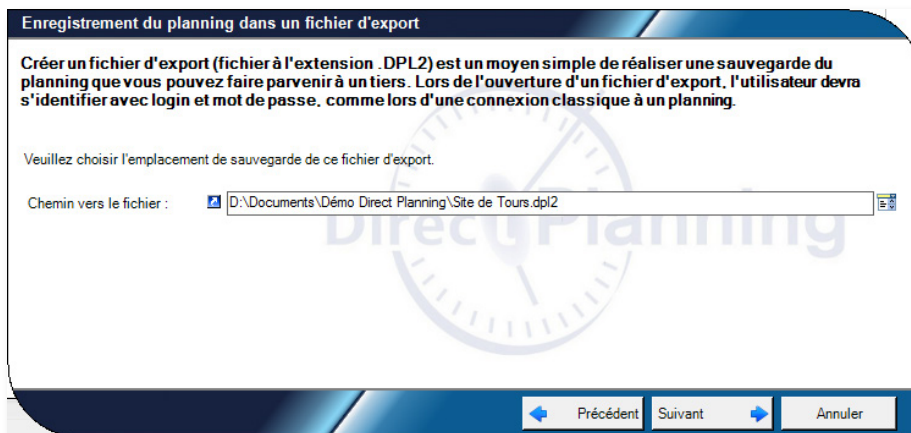 Enregistrement du planning dans un fichier d'export
Créer un fichier d'export (fichier à l'extension .DPL2) est un moyen simple de réaliser une sauvegarde du
planning que vous pouvez faire parvenir à un tiers. Lors de l'ouverture d'un fichier d'export, l'utilisateur devra
s'identifier avec login et mot de passe, comme lors d'une connexion classique à un planning.
Veuillez choisir l'emplacement de sauvegarde de ce fichier d'export.
Chemin vers le fichier : D:\Documents\Démo Direct Planning\Site de Tours.dpl2
Direct Planning
Précédent Suivant Annuler